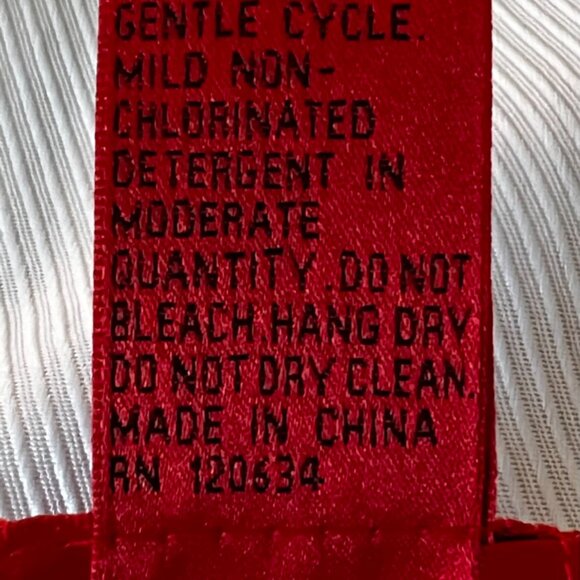 GENTLE CYCLE.
MILD NON-
CHLORINATED
DETERGENT IN
MODERATE
QUANTITY.DO NOT
BLEACH.HANG DRY
DO NOT DRY CLEAN.
MADE IN CHINA
RN 120634